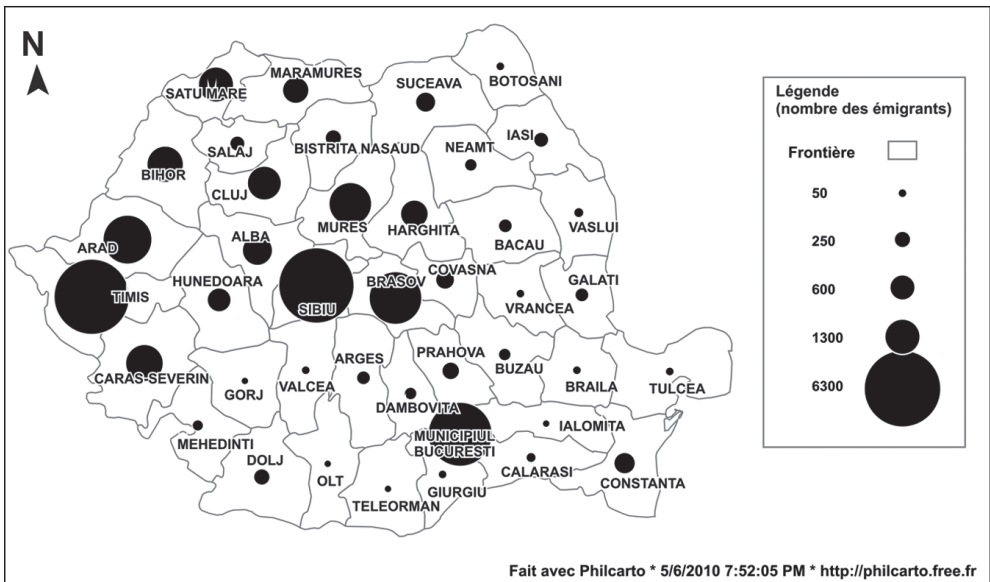 N
MARAMURES
SATU MARE
SUCEAVA
BOTOSANI
SALAJ
BISTRITA NASAUD
NEAMT
IASI
BIHOR
CLUJ
MURES
HARGHITA
BACAU
VASLUI
ARAD
ALBA
TIMIS
HUNEDOARA
SIBIU
BRASOV
COVASNA
VRANCEA
GALATI
CARAS-SEVERIN
GORJ
VALCEA
ARGES
PRAHOVA
BUZAU
BRAILA
TULCEA
DAMBOVITA
MEHEDINTI
MUNICIPIUL
BUCURESTI
IALOMITA
DOLJ
OLT
TELEORMAN
GIURGIU
CALARASI
CONSTANTA
Légende
(nombre des émigrants)
Frontière
50
250
600
1300
6300
Fait avec Philcarto * 5/6/2010 7:52:05 PM * http://philcarto.free.fr